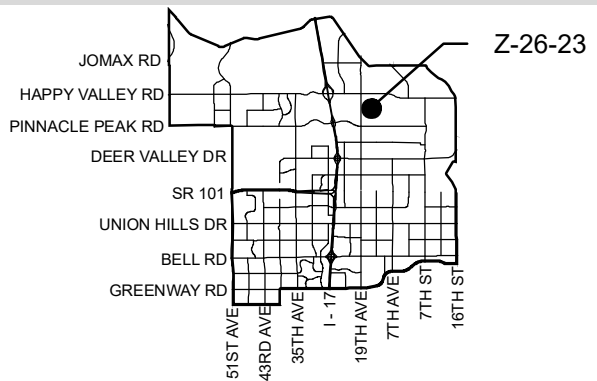 Z-26-23
JOMAX RD
HAPPY VALLEY RD
PINNACLE PEAK RD
DEER VALLEY DR
SR 101
UNION HILLS DR
BELL RD
GREENWAY RD
51ST AVE
43RD AVE
35TH AVE
I - 17
19TH AVE
7TH AVE
7TH ST
16TH ST